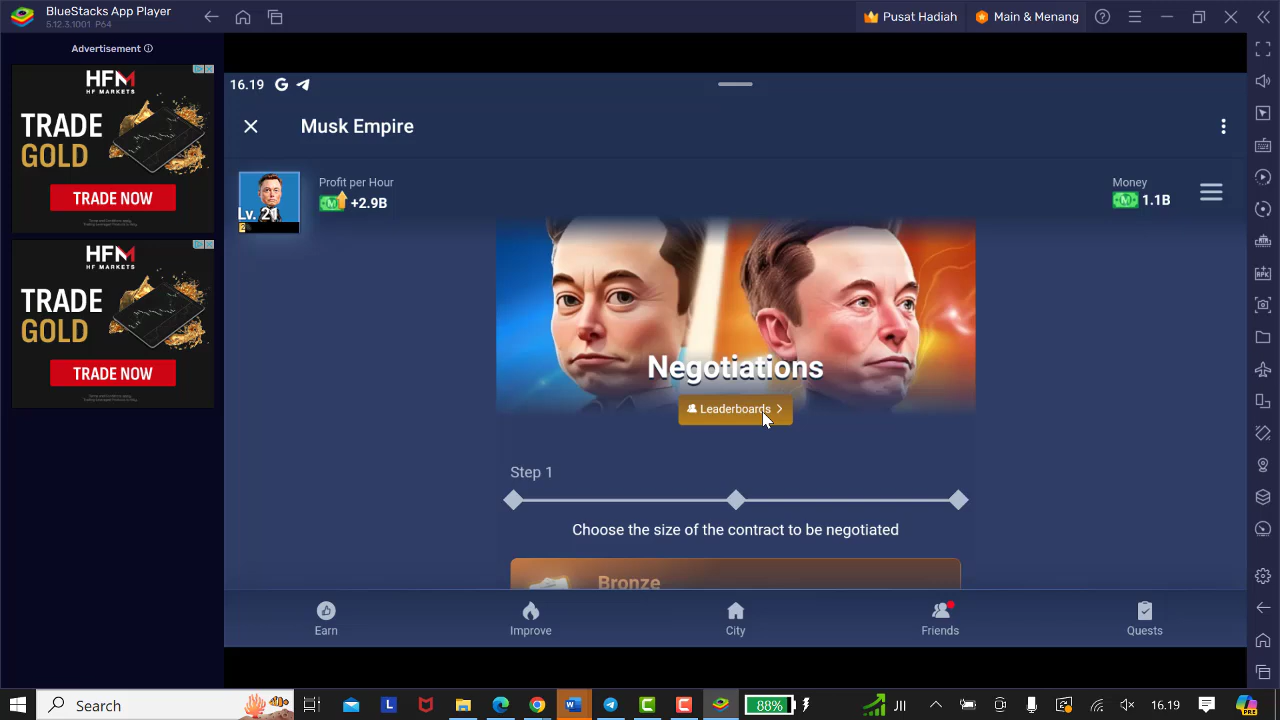 BlueStacks App Player
5.12.3.1001 P64
Pusat Hadiah
Main & Menang
Advertisement
HFM
HF MARKETS
TRADE
GOLD
TRADE NOW
HFM
HF MARKETS
TRADE
GOLD
TRADE NOW
16.19
Musk Empire
Lv. 21
Profit per Hour
+2.9B
Money
1.1B
Negotiations
Leaderboards
Step 1
Choose the size of the contract to be negotiated
Bronze
Earn
Improve
City
Friends
Quests
Search
88%
JII
16.19